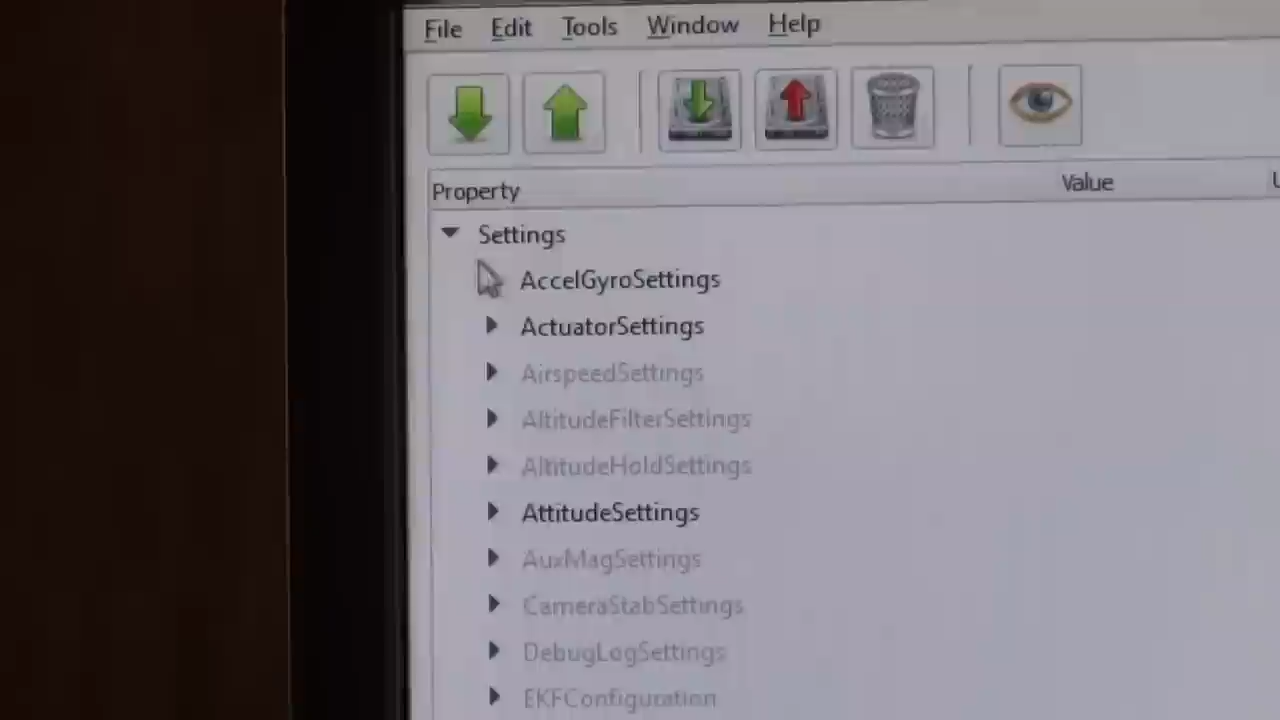 File Edit Tools Window Help
Property Value
Settings
AccelGyroSettings
ActuatorSettings
AirspeedSettings
AltitudeFilterSettings
AltitudeHoldSettings
AttitudeSettings
AuxMagSettings
CameraStabSettings
DebugLogSettings
EKFConfiguration